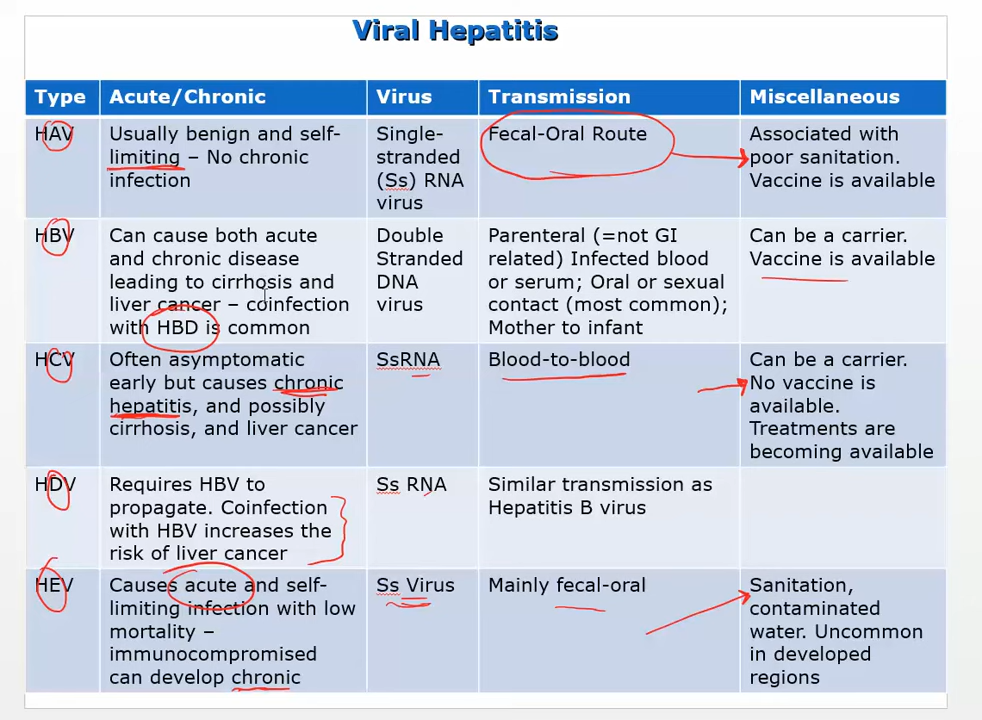 Viral Hepatitis
Type Acute/Chronic Virus Transmission Miscellaneous
HAV
Usually benign and self-
limiting – No chronic
infection
Single-
stranded
(Ss) RNA
virus
Fecal-Oral Route
Associated with
poor sanitation.
Vaccine is available
HBV
Can cause both acute
and chronic disease
leading to cirrhosis and
liver cancer – coinfection
with HBD is common
Double
Stranded
DNA
virus
Parenteral (=not GI
related) Infected blood
or serum; Oral or sexual
contact (most common);
Mother to infant
Can be a carrier.
Vaccine is available
HCV
Often asymptomatic
early but causes chronic
hepatitis, and possibly
cirrhosis, and liver cancer
SsRNA
Blood-to-blood
Can be a carrier.
No vaccine is
available.
Treatments are
becoming available
HDV
Requires HBV to
propagate. Coinfection
with HBV increases the
risk of liver cancer
Ss RNA
Similar transmission as
Hepatitis B virus
HEV
Causes acute and self-
limiting infection with low
mortality –
immunocompromised
can develop chronic
Ss Virus
Mainly fecal-oral
Sanitation,
contaminated
water. Uncommon
in developed
regions